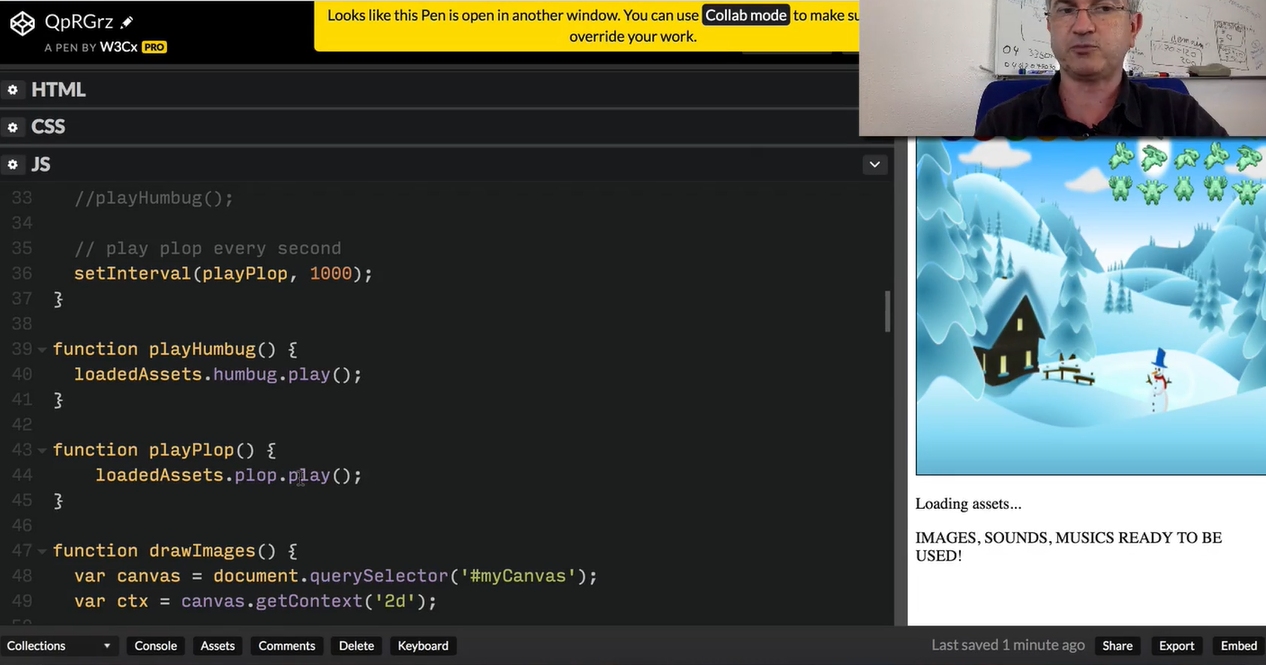 QpRGrz
A PEN BY W3Cx PRO
Looks like this Pen is open in another window. You can use Collab mode to make su
override your work.
HTML
CSS
JS
33 //playHumbug();
34
35 // play plop every second
36 setInterval(playPlop, 1000);
37 }
38
39 function playHumbug() {
40 loadedAssets.humbug.play();
41 }
42
43 function playPlop() {
44 loadedAssets.plop.play();
45 }
46
47 function drawImages() {
48 var canvas = document.querySelector('#myCanvas');
49 var ctx = canvas.getContext('2d');
Loading assets...
IMAGES, SOUNDS, MUSICS READY TO BE
USED!
Collections
Console
Assets
Comments
Delete
Keyboard
Last saved 1 minute ago
Share
Export
Embed